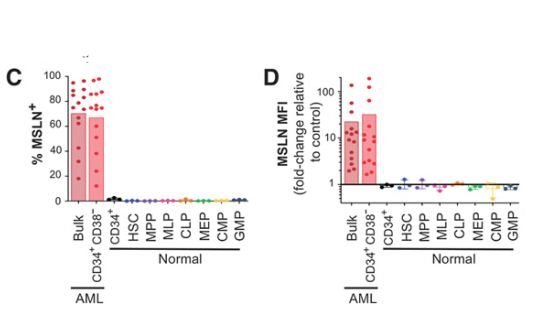 C
% MSLN⁺
100
80
60
40
20
0
Bulk
CD34⁺ CD38⁻
CD34⁺
HSC
MPP
MLP
CLP
MEP
CMP
GMP
Normal
AML
D
MSLN MFI
(fold-change relative
to control)
100
10
1
Bulk
CD34⁺ CD38⁻
CD34⁺
HSC
MPP
MLP
CLP
MEP
CMP
GMP
Normal
AML